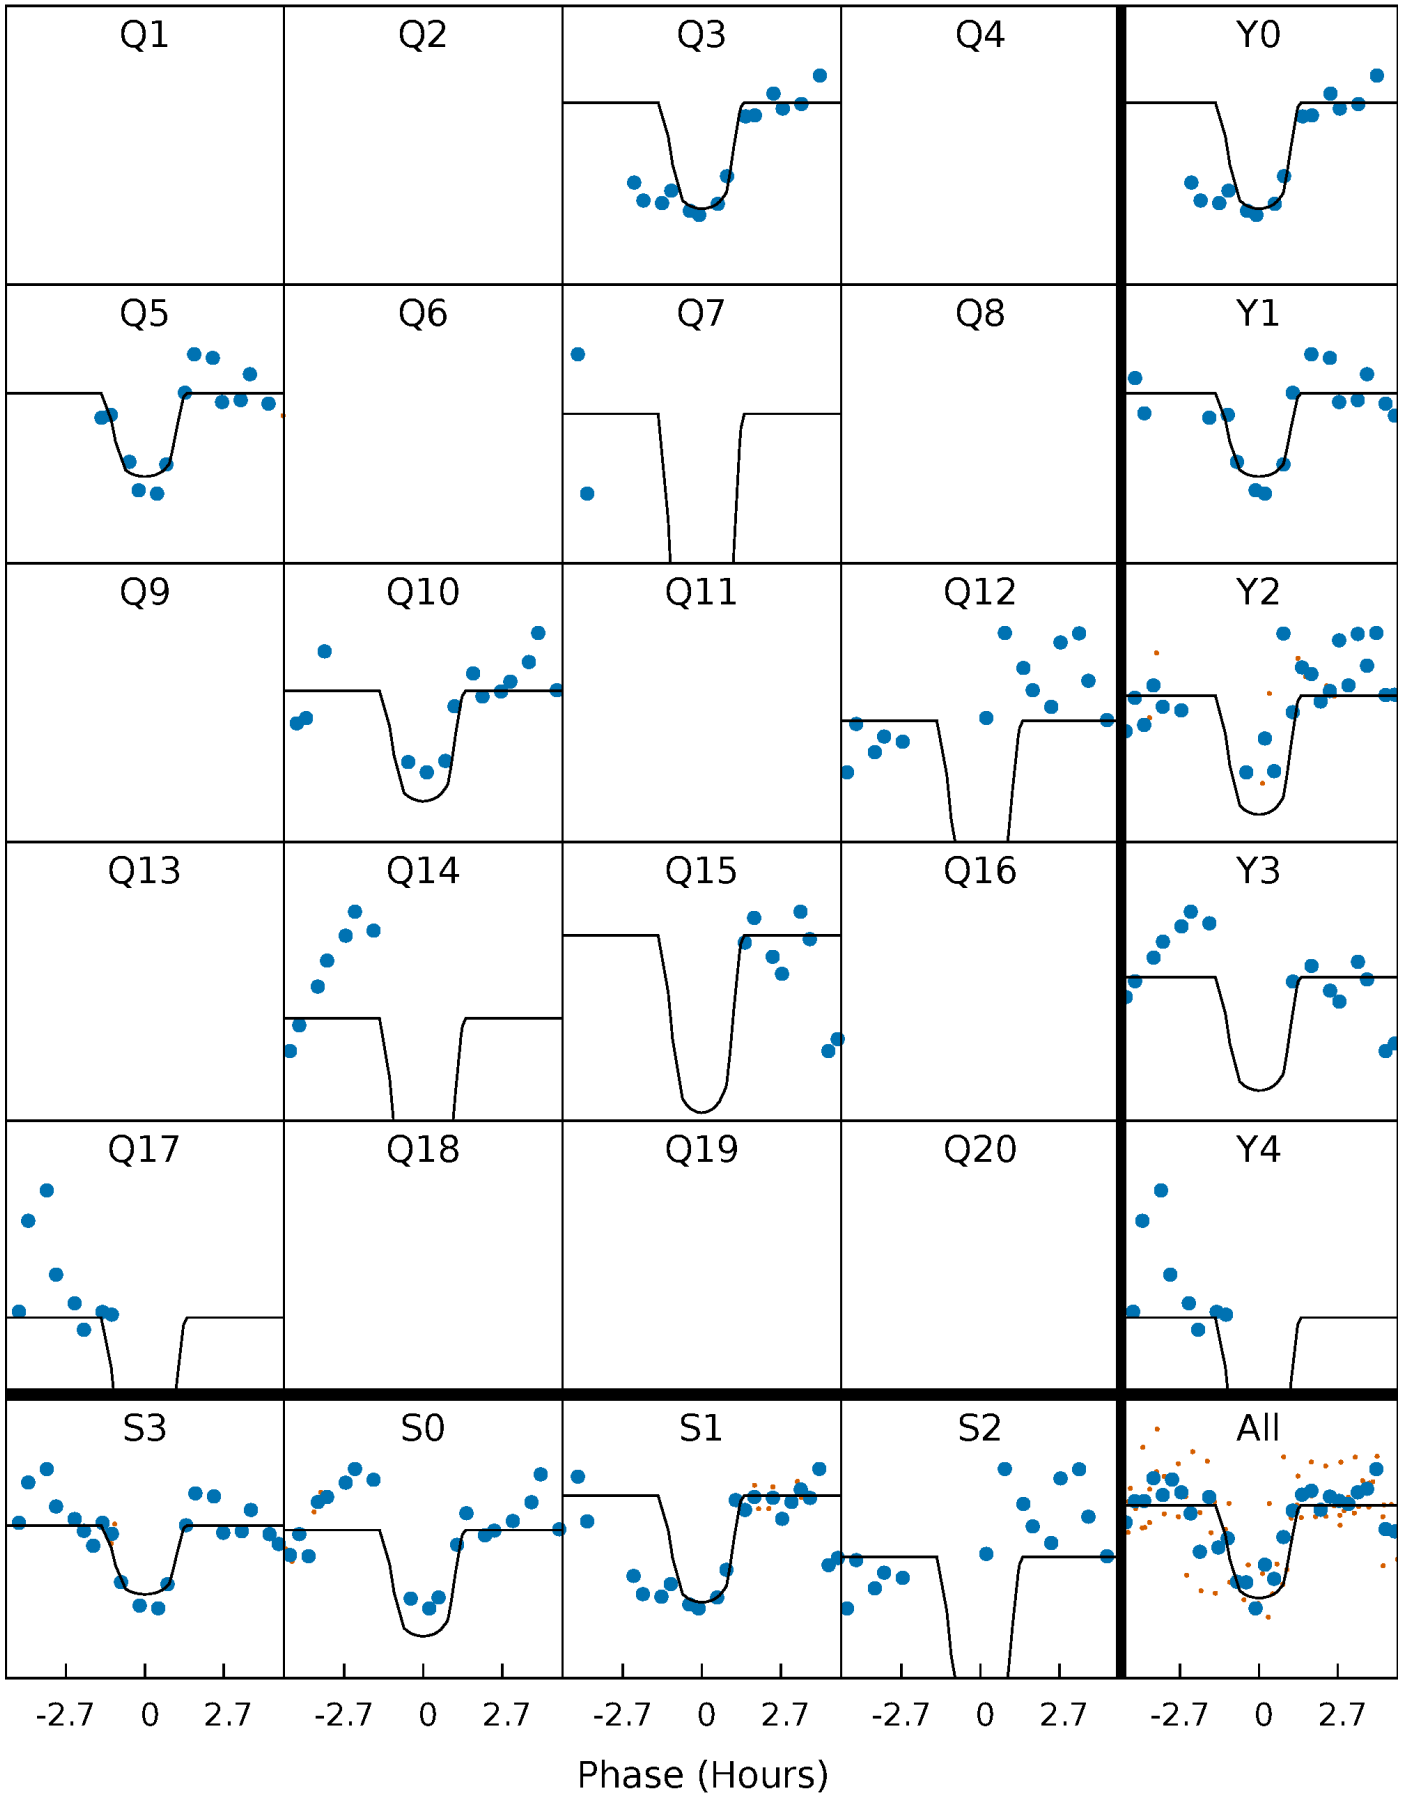 Q1 Q2 Q3 Q4 Y0
Q5 Q6 Q7 Q8 Y1
Q9 Q10 Q11 Q12 Y2
Q13 Q14 Q15 Q16 Y3
Q17 Q18 Q19 Q20 Y4
S3 S0 S1 S2 All
-2.7 0 2.7 -2.7 0 2.7 -2.7 0 2.7 -2.7 0 2.7 -2.7 0 2.7
Phase (Hours)